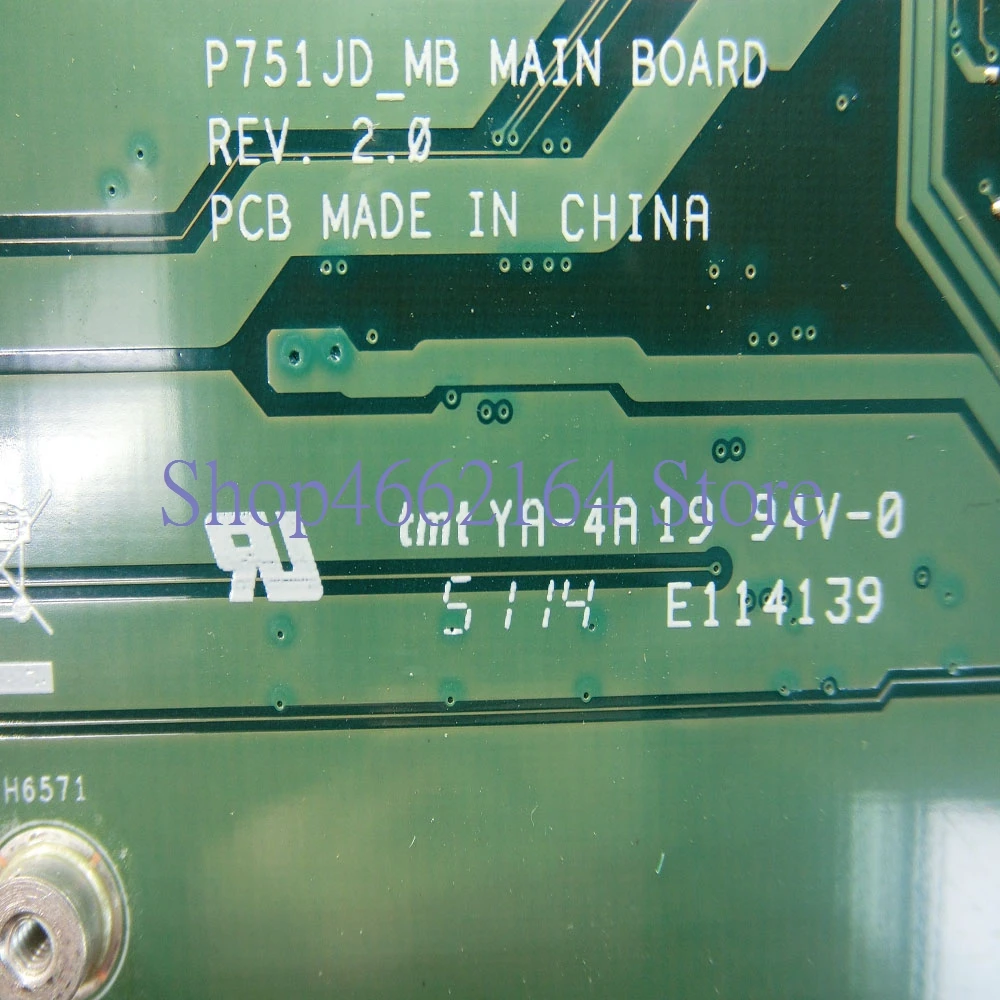 P751JD_MB MAIN BOARD
REV. 2.0
PCB MADE IN CHINA
Shop4662164 Store
tmt YA-4A 19 94V-0
5114 E114139
H6571